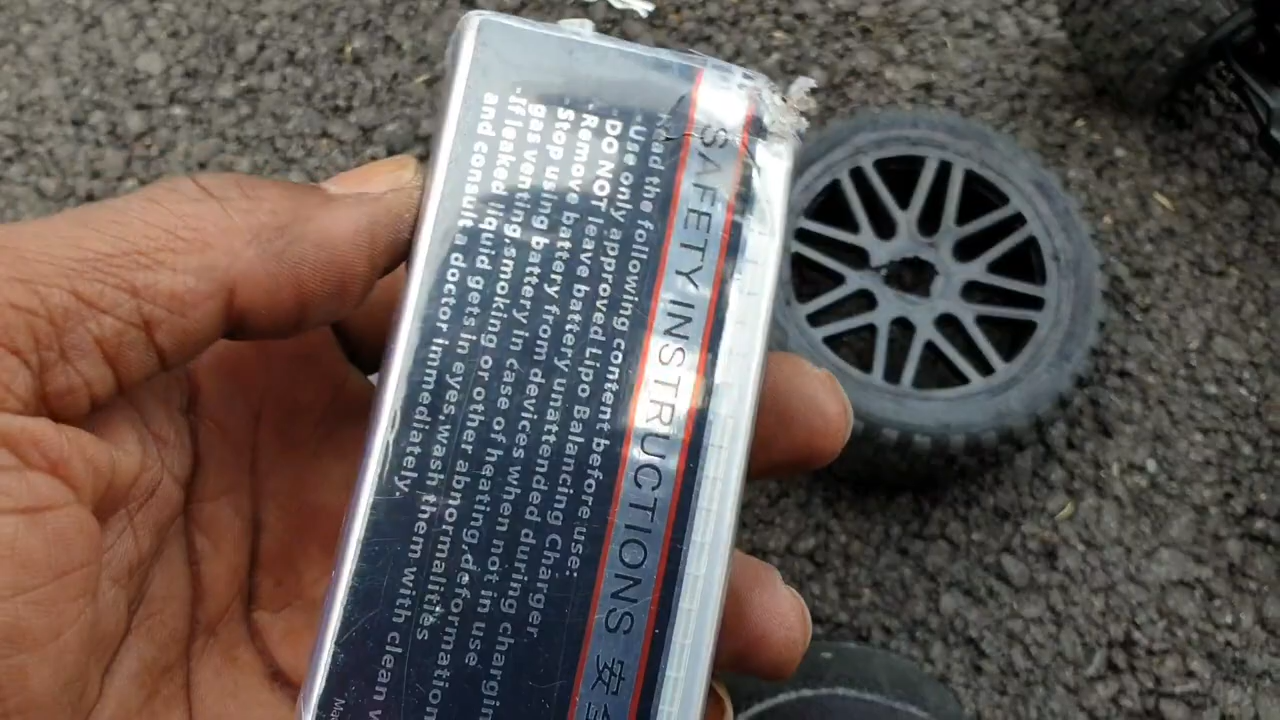 SAFETY INSTRUCTIONS 安全
Read the following content before use:
-Use only approved Lipo Balancing Charger.
-DO NOT leave battery unattended during charging
-Remove battery from devices when not in use
-Stop using battery in case of heating,deformation
gas venting,smoking or other abnormalities
-If leaked liquid gets in eyes,wash them with clean
and consult a doctor immediately.